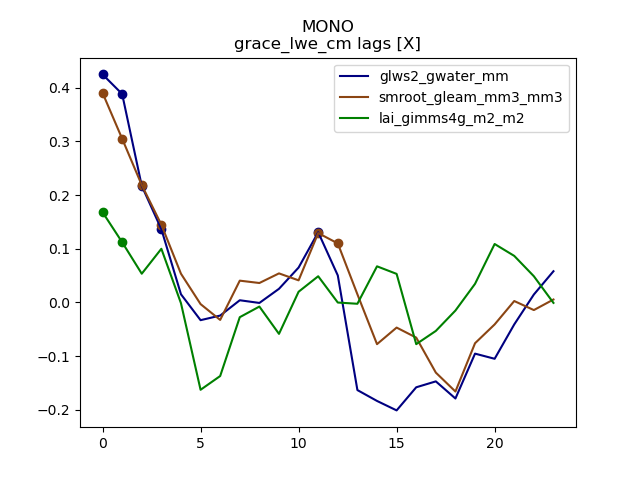 MONO
grace_lwe_cm lags [X]
glws2_gwater_mm
smroot_gleam_mm3_mm3
lai_gimms4g_m2_m2
0.4
0.3
0.2
0.1
0.0
−0.1
−0.2
0 5 10 15 20